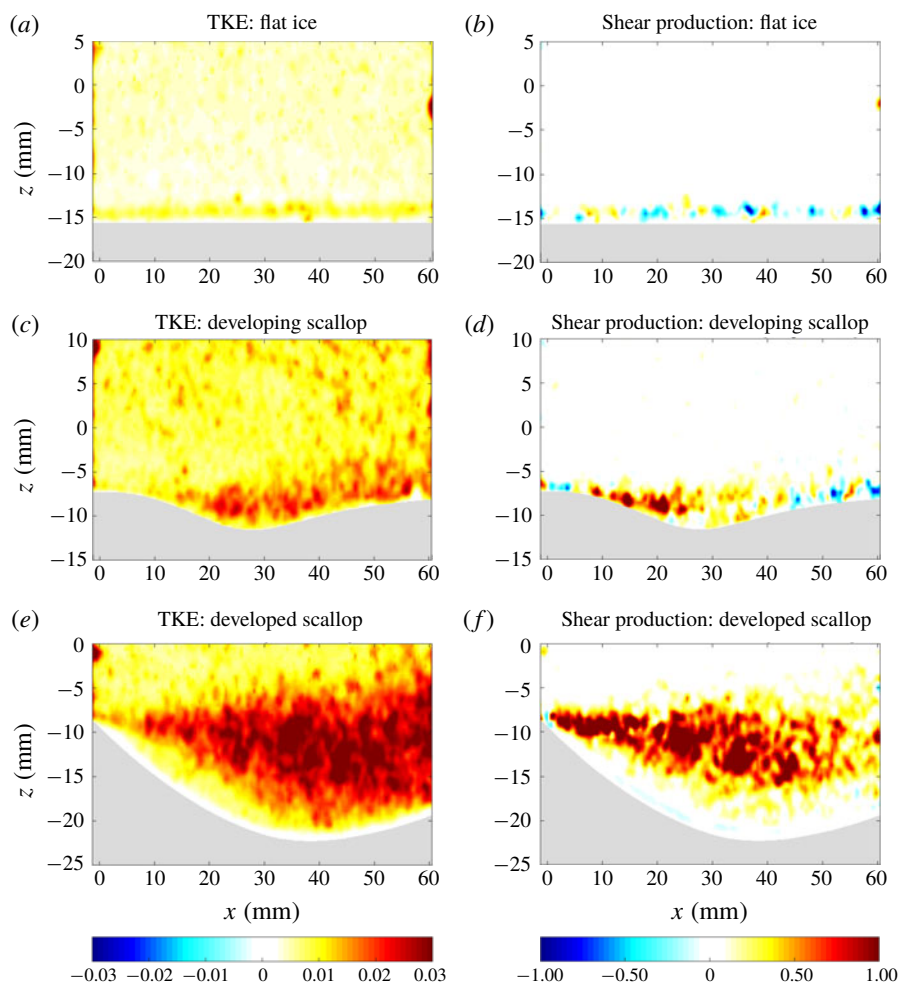 (a) TKE: flat ice (b) Shear production: flat ice
5 5
0 0
−5 −5
z (mm)
−10 −10
−15 −15
−20 −20
0 10 20 30 40 50 60 0 10 20 30 40 50 60
(c) TKE: developing scallop (d) Shear production: developing scallop
10 10
5 5
0 0
z (mm)
−5 −5
−10 −10
−15 −15
0 10 20 30 40 50 60 0 10 20 30 40 50 60
(e) TKE: developed scallop (f) Shear production: developed scallop
0 0
−5 −5
−10 −10
z (mm)
−15 −15
−20 −20
−25 −25
0 10 20 30 40 50 60 0 10 20 30 40 50 60
x (mm) x (mm)
−0.03 −0.02 −0.01 0 0.01 0.02 0.03 −1.00 −0.50 0 0.50 1.00